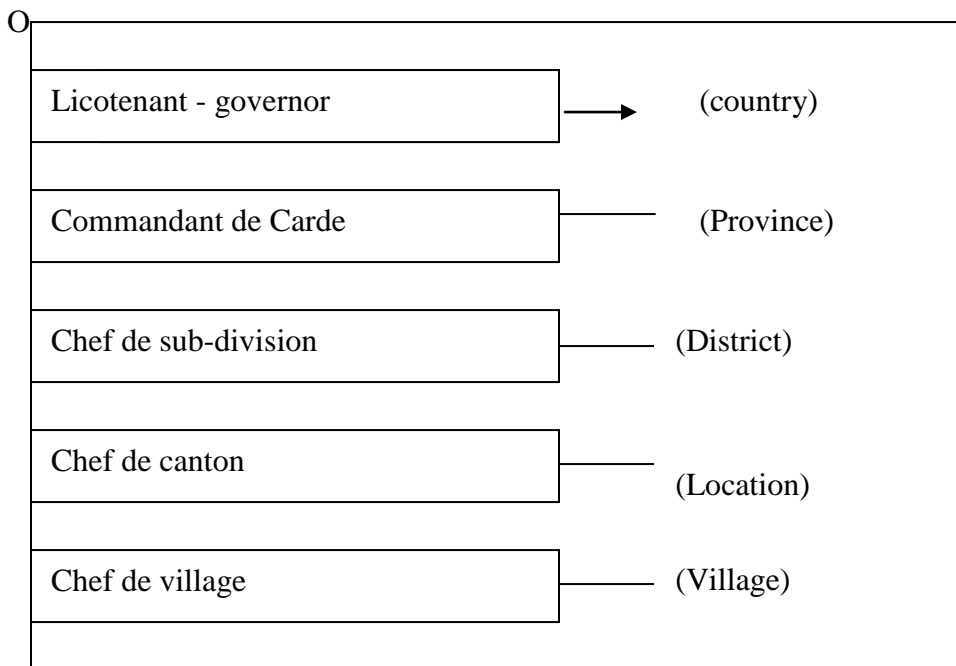 O
Licotenant - governor (country)
Commandant de Carde (Province)
Chef de sub-division (District)
Chef de canton (Location)
Chef de village (Village)